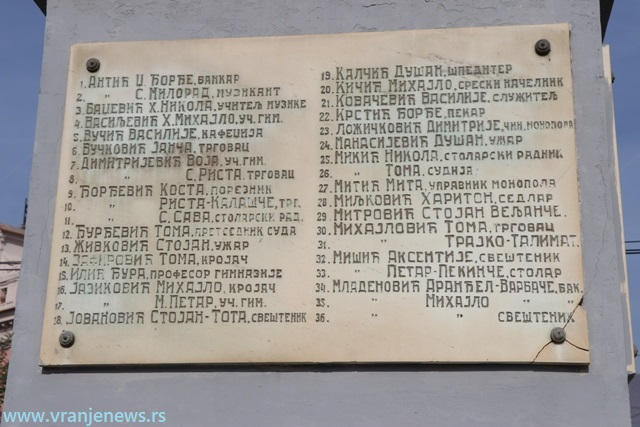 1. АНТИЋ Ц. ЂОРЂЕ, БАНКАР
2. „ С. МИЛОРАД, МУЗИКАНТ
3. БАЦЕВИЋ Х. НИКОЛА, УЧИТЕЉ МУЗИКЕ
4. ВАСИЉЕВИЋ Х. МИХАЈЛО, УЧ. ГИМ.
5. ВУЧИЋ ВАСИЛИЈЕ, КАФЕЏИЈА
6. ВУЧКОВИЋ ЈАНЧА, ТРГОВАЦ
7. ДИМИТРИЈЕВИЋ ВОЈА, УЧ. ГИМ.
8. „ С. РИСТА, ТРГОВАЦ
9. ЂОРЂЕВИЋ КОСТА, ПОРЕЗНИК
10. „ РИСТА-КАЛАШЧЕ, ТРГ.
11. „ С. САВА, СТОЛАРСКИ РАД.
12. ЂУРЂЕВИЋ ТОМА, ПРЕТСЕДНИК СУДА
13. ЖИВКОВИЋ СТОЈАН, УЖАР
14. ЗАФИРОВИЋ ТОМА, КРОЈАЧ
15. ИЛИЋ ЂУРА, ПРОФЕСОР ГИМНАЗИЈЕ
16. ЈАЗИКОВИЋ МИХАЈЛО, КРОЈАЧ
17. „ М. ПЕТАР, УЧ. ГИМ.
18. ЈОВАНОВИЋ СТОЈАН-ТОТА, СВЕШТЕНИК
19. КАЛЧИЋ ДУШАН, ШПЕДИТЕР
20. КИЧИЋ МИХАЈЛО, СРЕСКИ НАЧЕЛНИК
21. КОВАЧЕВИЋ ВАСИЛИЈЕ, СЛУЖИТЕЉ
22. КРСТИЋ ЂОРЂЕ, ПЕКАР
23. ЛОЖИЧКОВИЋ ДИМИТРИЈЕ, ЧИН. МОНОПОЛА
24. МАНАСИЈЕВИЋ ДУШАН, УЖАР
25. МИКИЋ НИКОЛА, СТОЛАРСКИ РАДНИК
26. „ ТОМА, СУДИЈА
27. МИТИЋ МИТА, УПРАВНИК МОНОПОЛА
28. МИЉКОВИЋ ХАРИТОН, СЕДЛАР
29. МИТРОВИЋ СТОЈАН ВЕЉАНЧЕ.
30. МИХАЈЛОВИЋ ТОМА, ТРГОВАЦ
31. „ ТРАЈКО-ТАЛИМАТ.
32. МИШИЋ АКСЕНТИЈЕ, СВЕШТЕНИК
33. „ ПЕТАР-ПЕКИНЧЕ, СТОЛАР
34. МЛАДЕНОВИЋ АРАНЂЕЛ-ВАРБАЧЕ, БАК.
35. „ МИХАЈЛО „ „
36. „ „ СВЕШТЕНИК
www.vranjenews.rs